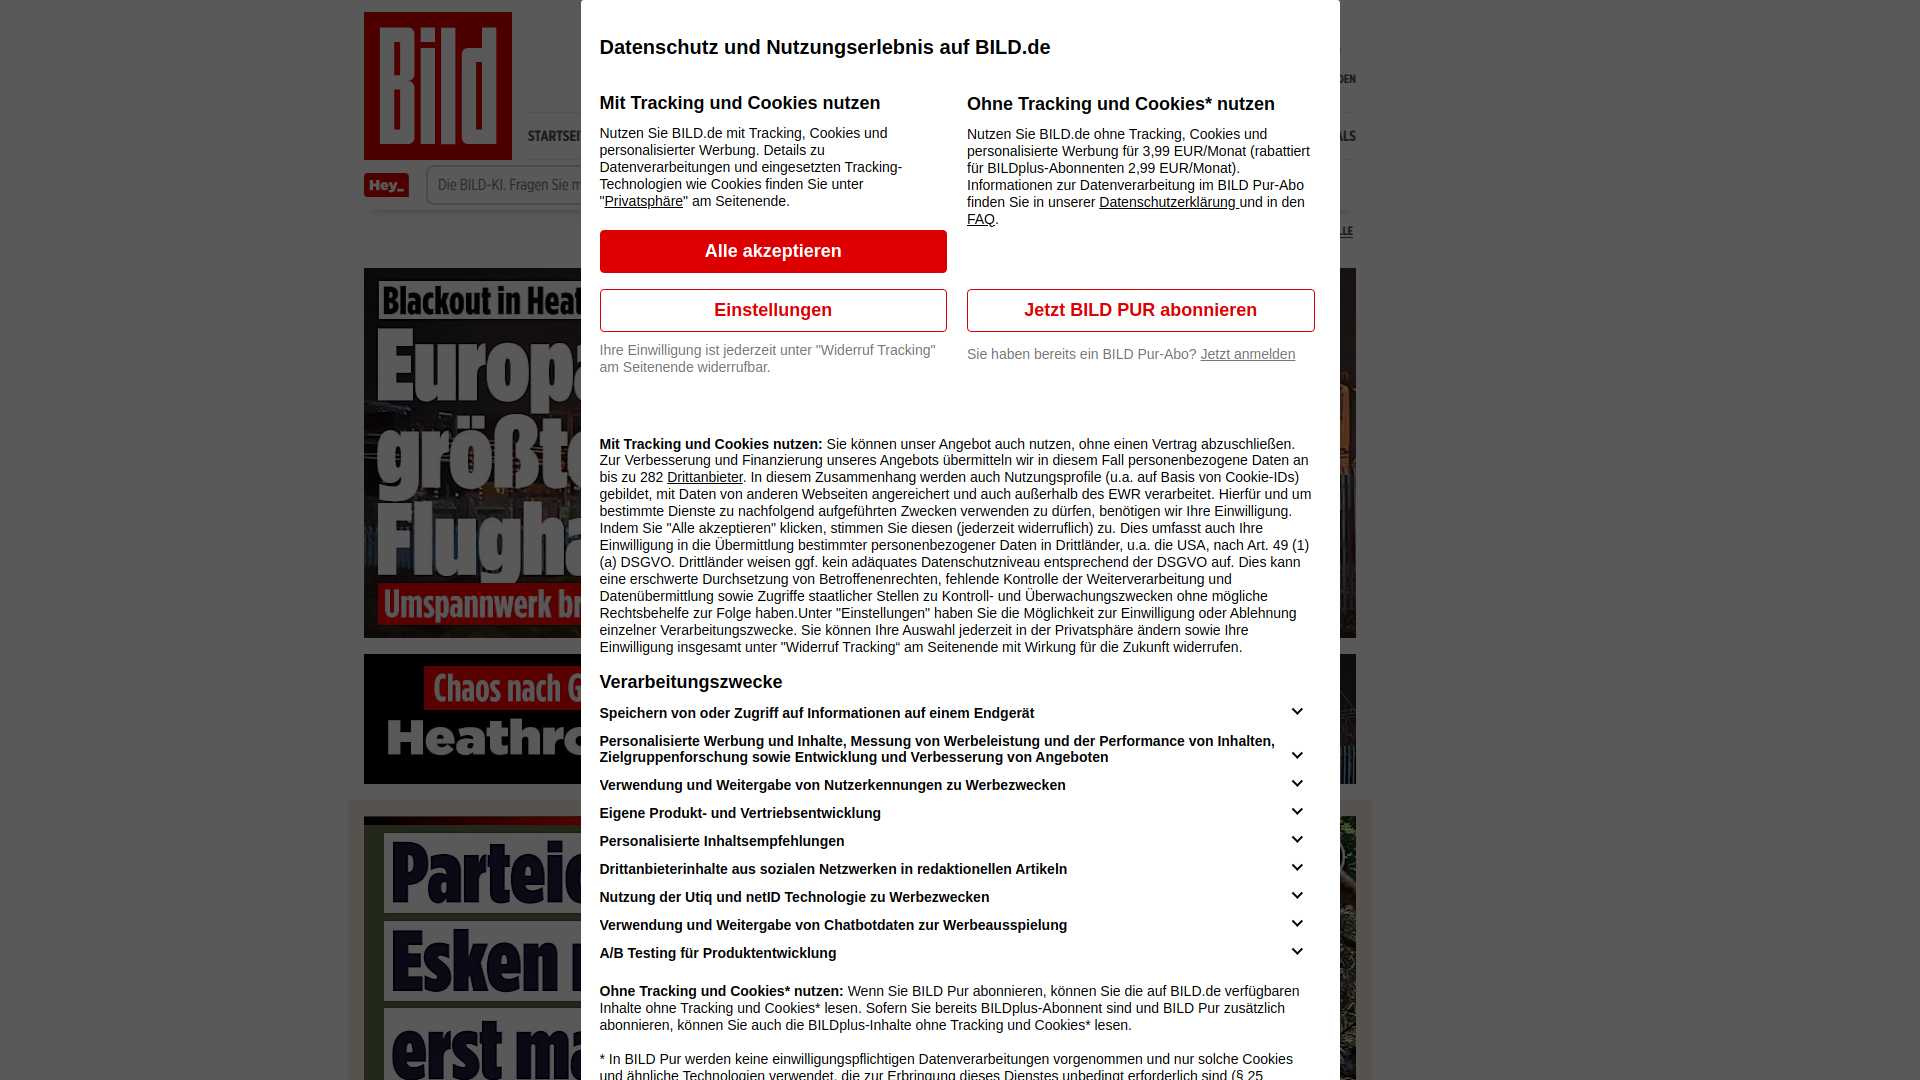 Bild
Datenschutz und Nutzungserlebnis auf BILD.de
Mit Tracking und Cookies nutzen
Nutzen Sie BILD.de mit Tracking, Cookies und
personalisierter Werbung. Details zu
Datenverarbeitungen und eingesetzten Tracking-
Technologien wie Cookies finden Sie unter
"Privatsphäre" am Seitenende.
Alle akzeptieren
Einstellungen
Ihre Einwilligung ist jederzeit unter "Widerruf Tracking"
am Seitenende widerrufbar.
Ohne Tracking und Cookies* nutzen
Nutzen Sie BILD.de ohne Tracking, Cookies und
personalisierte Werbung für 3,99 EUR/Monat (rabattiert
für BILDplus-Abonnenten 2,99 EUR/Monat).
Informationen zur Datenverarbeitung im BILD Pur-Abo
finden Sie in unserer Datenschutzerklärung und in den
FAQ.
Jetzt BILD PUR abonnieren
Sie haben bereits ein BILD Pur-Abo? Jetzt anmelden
Mit Tracking und Cookies nutzen: Sie können unser Angebot auch nutzen, ohne einen Vertrag abzuschließen.
Zur Verbesserung und Finanzierung unseres Angebots übermitteln wir in diesem Fall personenbezogene Daten an
bis zu 282 Drittanbieter. In diesem Zusammenhang werden auch Nutzungsprofile (u.a. auf Basis von Cookie-IDs)
gebildet, mit Daten von anderen Webseiten angereichert und auch außerhalb des EWR verarbeitet. Hierfür und um
bestimmte Dienste zu nachfolgend aufgeführten Zwecken verwenden zu dürfen, benötigen wir Ihre Einwilligung.
Indem Sie "Alle akzeptieren" klicken, stimmen Sie diesen (jederzeit widerruflich) zu. Dies umfasst auch Ihre
Einwilligung in die Übermittlung bestimmter personenbezogener Daten in Drittländer, u.a. die USA, nach Art. 49 (1)
(a) DSGVO. Drittländer weisen ggf. kein adäquates Datenschutzniveau entsprechend der DSGVO auf. Dies kann
eine erschwerte Durchsetzung von Betroffenenrechten, fehlende Kontrolle der Weiterverarbeitung und
Datenübermittlung sowie Zugriffe staatlicher Stellen zu Kontroll- und Überwachungszwecken ohne mögliche
Rechtsbehelfe zur Folge haben.Unter "Einstellungen" haben Sie die Möglichkeit zur Einwilligung oder Ablehnung
einzelner Verarbeitungszwecke. Sie können Ihre Auswahl jederzeit in der Privatsphäre ändern sowie Ihre
Einwilligung insgesamt unter "Widerruf Tracking“ am Seitenende mit Wirkung für die Zukunft widerrufen.
Verarbeitungszwecke
Speichern von oder Zugriff auf Informationen auf einem Endgerät
Personalisierte Werbung und Inhalte, Messung von Werbeleistung und der Performance von Inhalten,
Zielgruppenforschung sowie Entwicklung und Verbesserung von Angeboten
Verwendung und Weitergabe von Nutzerkennungen zu Werbezwecken
Eigene Produkt- und Vertriebsentwicklung
Personalisierte Inhaltsempfehlungen
Drittanbieterinhalte aus sozialen Netzwerken in redaktionellen Artikeln
Nutzung der Utiq und netID Technologie zu Werbezwecken
Verwendung und Weitergabe von Chatbotdaten zur Werbeausspielung
A/B Testing für Produktentwicklung
Ohne Tracking und Cookies* nutzen: Wenn Sie BILD Pur abonnieren, können Sie die auf BILD.de verfügbaren
Inhalte ohne Tracking und Cookies* lesen. Sofern Sie bereits BILDplus-Abonnent sind und BILD Pur zusätzlich
abonnieren, können Sie auch die BILDplus-Inhalte ohne Tracking und Cookies* lesen.
* In BILD Pur werden keine einwilligungspflichtigen Datenverarbeitungen vorgenommen und nur solche Cookies
und ähnliche Technologien verwendet, die zur Erbringung dieses Dienstes unbedingt erforderlich sind (§ 25
Hey_
Die BILD-KI. Fragen Sie
Blackout in
Chaos nach
Esken
erst